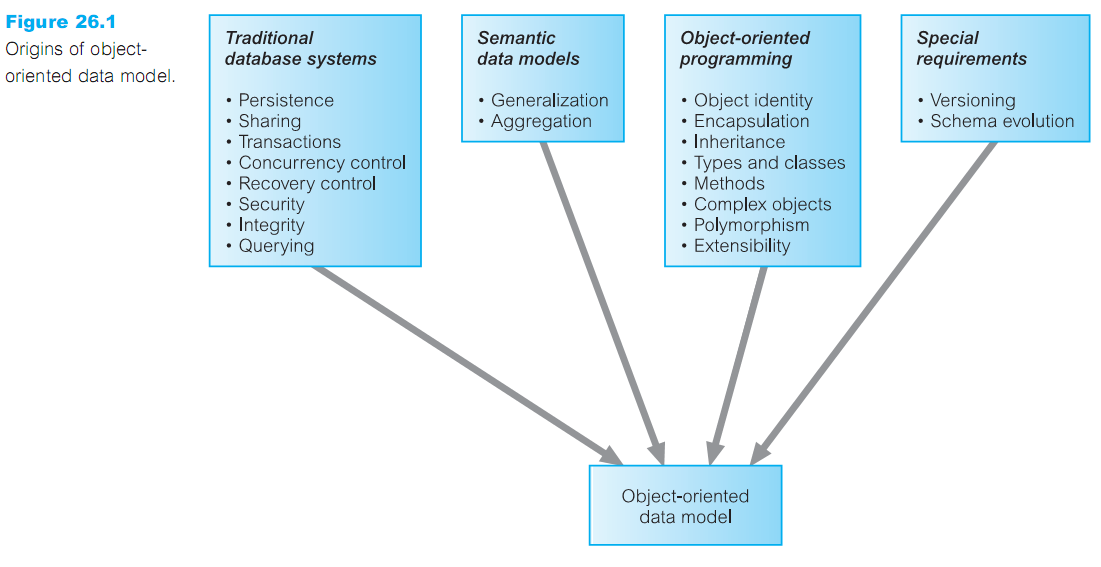 Figure 26.1
Origins of object-
oriented data model.
Traditional
database systems
• Persistence
• Sharing
• Transactions
• Concurrency control
• Recovery control
• Security
• Integrity
• Querying
Semantic
data models
• Generalization
• Aggregation
Object-oriented
programming
• Object identity
• Encapsulation
• Inheritance
• Types and classes
• Methods
• Complex objects
• Polymorphism
• Extensibility
Special
requirements
• Versioning
• Schema evolution
Object-oriented
data model